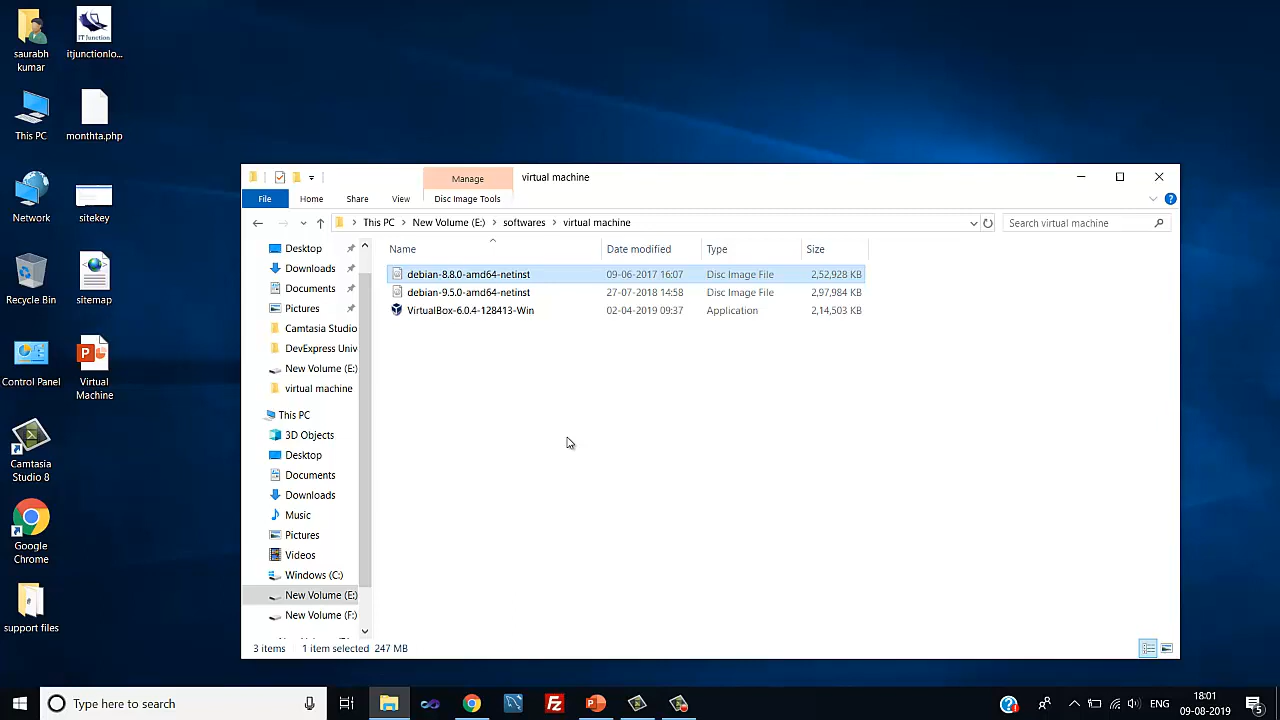 saurabh
kumar
IT Junction
itjunctionlo...
This PC
monthta.php
Network
sitekey
Recycle Bin
sitemap
Control Panel
Virtual
Machine
Camtasia
Studio 8
Google
Chrome
support files
Manage
virtual machine
File
Home
Share
View
Disc Image Tools
This PC
New Volume (E:)
softwares
virtual machine
Search virtual machine
Desktop
Downloads
Documents
Pictures
Camtasia Studio
DevExpress Univ
New Volume (E:)
virtual machine
This PC
3D Objects
Desktop
Documents
Downloads
Music
Pictures
Videos
Windows (C:)
New Volume (E:)
New Volume (F:)
Name Date modified Type Size
debian-8.8.0-amd64-netinst 09-06-2017 16:07 Disc Image File 2,52,928 KB
debian-9.5.0-amd64-netinst 27-07-2018 14:58 Disc Image File 2,97,984 KB
VirtualBox-6.0.4-128413-Win 02-04-2019 09:37 Application 2,14,503 KB
3 items 1 item selected 247 MB
Type here to search
ENG
18:01
09-08-2019
5